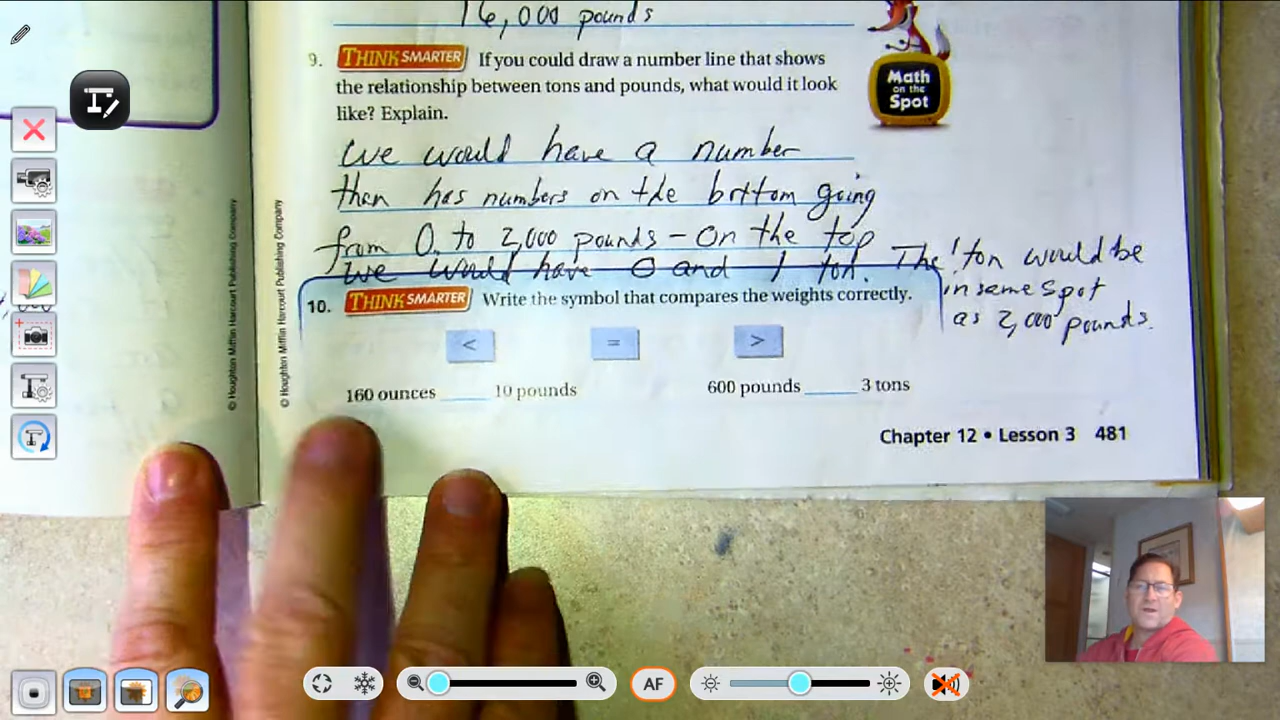 16,000 pounds
9. THINK SMARTER If you could draw a number line that shows
the relationship between tons and pounds, what would it look
like? Explain.
Math
on the
Spot
we would have a number
then has numbers on the bottom going
from 0 to 2,000 pounds - On the top
we would have 0 and 1 ton. The 1 ton would be
in same spot
as 2,000 pounds.
10. THINK SMARTER Write the symbol that compares the weights correctly.
< = >
160 ounces ____ 10 pounds 600 pounds ____ 3 tons
Chapter 12 • Lesson 3 481
© Houghton Mifflin Harcourt Publishing Company
© Houghton Mifflin Harcourt Publishing Company
AF